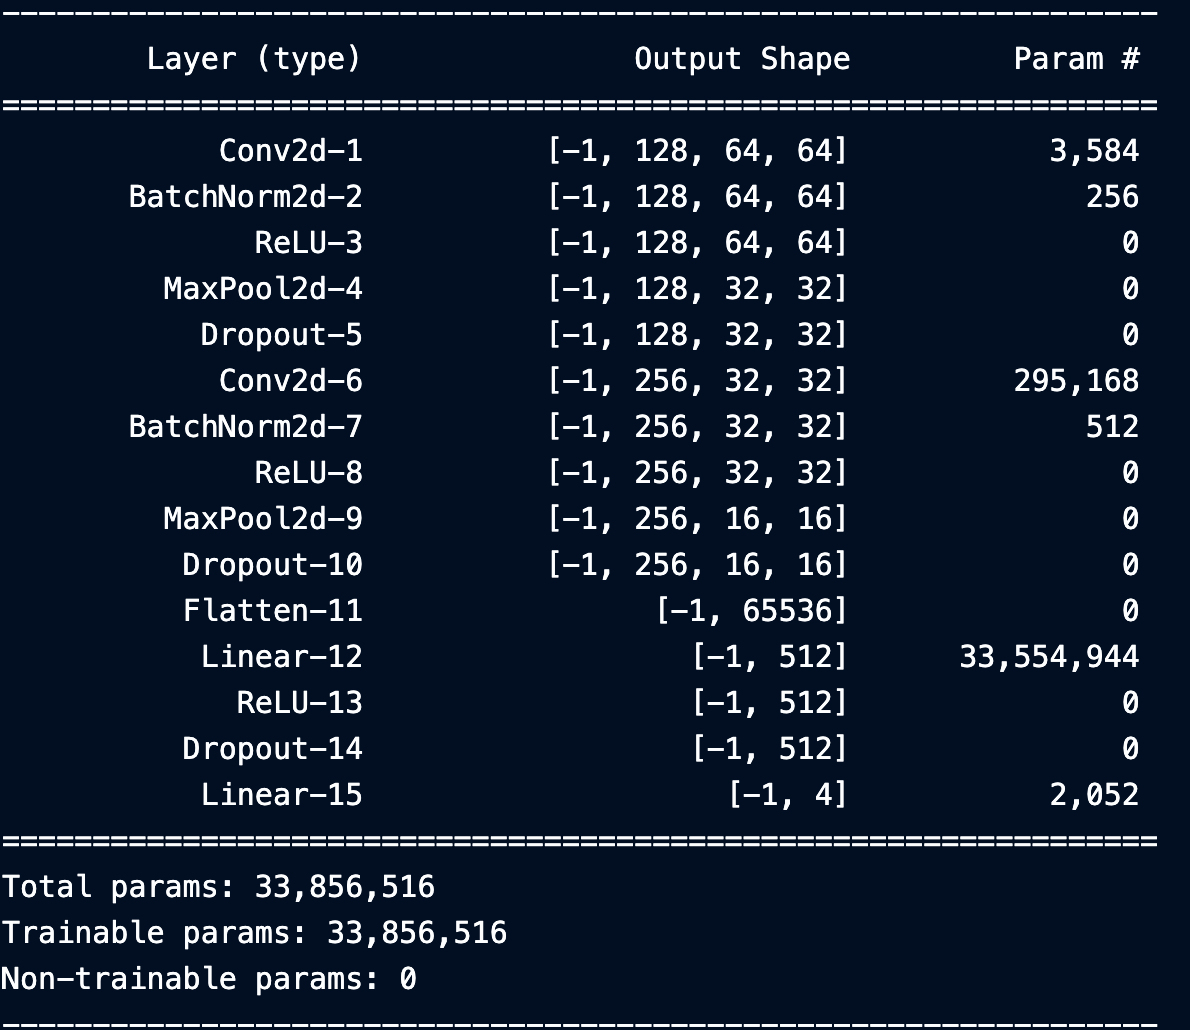 ----------------------------------------------------------------
Layer (type) Output Shape Param #
================================================================
Conv2d-1 [-1, 128, 64, 64] 3,584
BatchNorm2d-2 [-1, 128, 64, 64] 256
ReLU-3 [-1, 128, 64, 64] 0
MaxPool2d-4 [-1, 128, 32, 32] 0
Dropout-5 [-1, 128, 32, 32] 0
Conv2d-6 [-1, 256, 32, 32] 295,168
BatchNorm2d-7 [-1, 256, 32, 32] 512
ReLU-8 [-1, 256, 32, 32] 0
MaxPool2d-9 [-1, 256, 16, 16] 0
Dropout-10 [-1, 256, 16, 16] 0
Flatten-11 [-1, 65536] 0
Linear-12 [-1, 512] 33,554,944
ReLU-13 [-1, 512] 0
Dropout-14 [-1, 512] 0
Linear-15 [-1, 4] 2,052
================================================================
Total params: 33,856,516
Trainable params: 33,856,516
Non-trainable params: 0
----------------------------------------------------------------